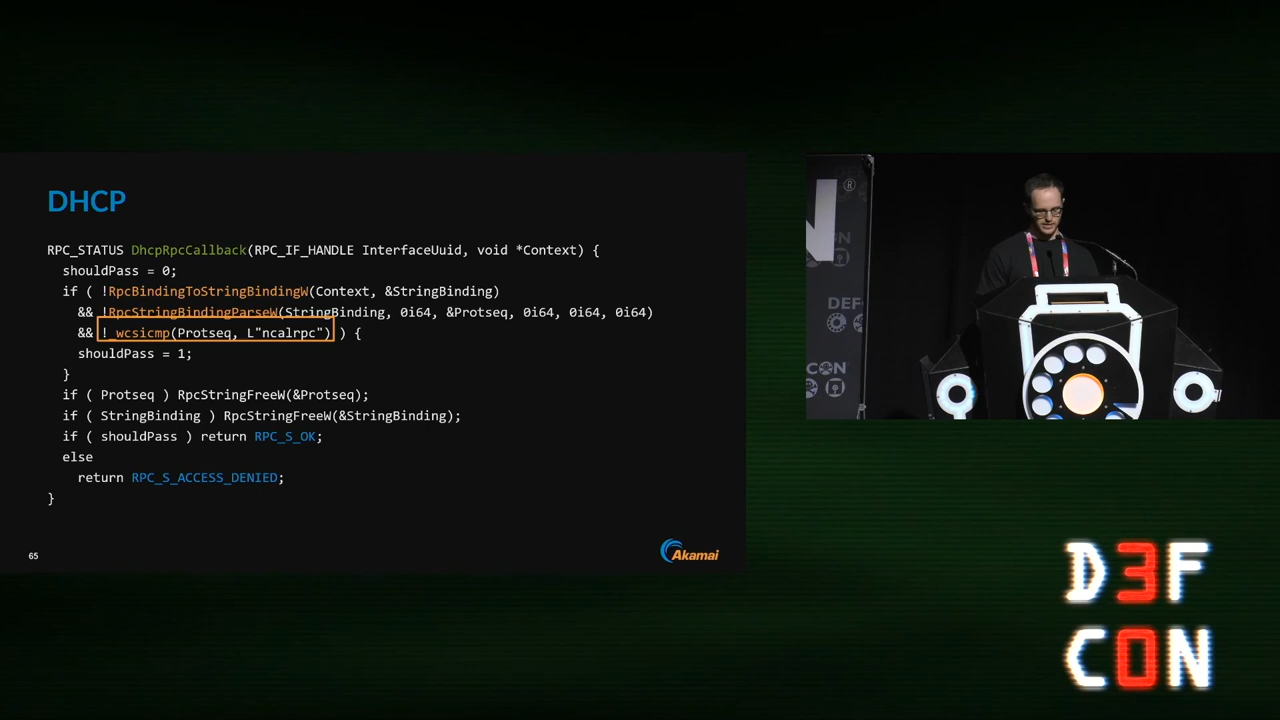 DHCP
RPC_STATUS DhcpRpcCallback(RPC_IF_HANDLE InterfaceUuid, void *Context) {
shouldPass = 0;
if ( !RpcBindingToStringBindingW(Context, &StringBinding)
&& !RpcStringBindingParseW(StringBinding, 0i64, &Protseq, 0i64, 0i64, 0i64)
&& !_wcsicmp(Protseq, L"ncalrpc") ) {
shouldPass = 1;
}
if ( Protseq ) RpcStringFreeW(&Protseq);
if ( StringBinding ) RpcStringFreeW(&StringBinding);
if ( shouldPass ) return RPC_S_OK;
else
return RPC_S_ACCESS_DENIED;
}
65
Akamai
N ®
DEF
CON
D3F
C0N